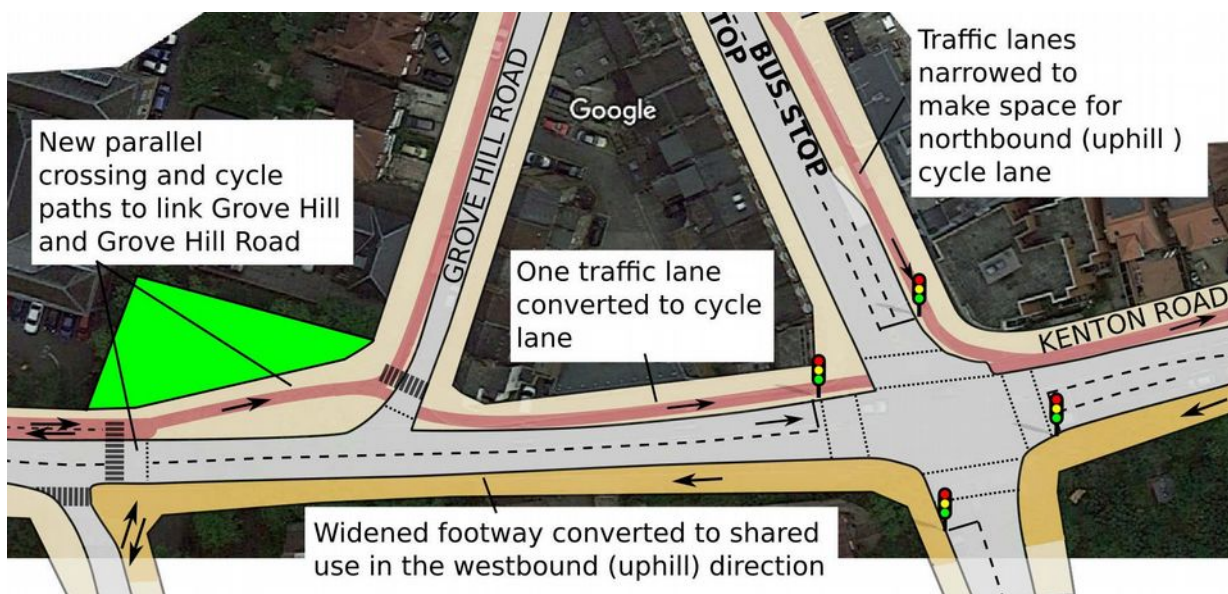 New parallel
crossing and cycle
paths to link Grove Hill
and Grove Hill Road
GROVE HILL ROAD
Google
One traffic lane
converted to cycle
lane
STOP
BUS STOP
Traffic lanes
narrowed to
make space for
northbound (uphill )
cycle lane
KENTON ROAD
Widened footway converted to shared
use in the westbound (uphill) direction